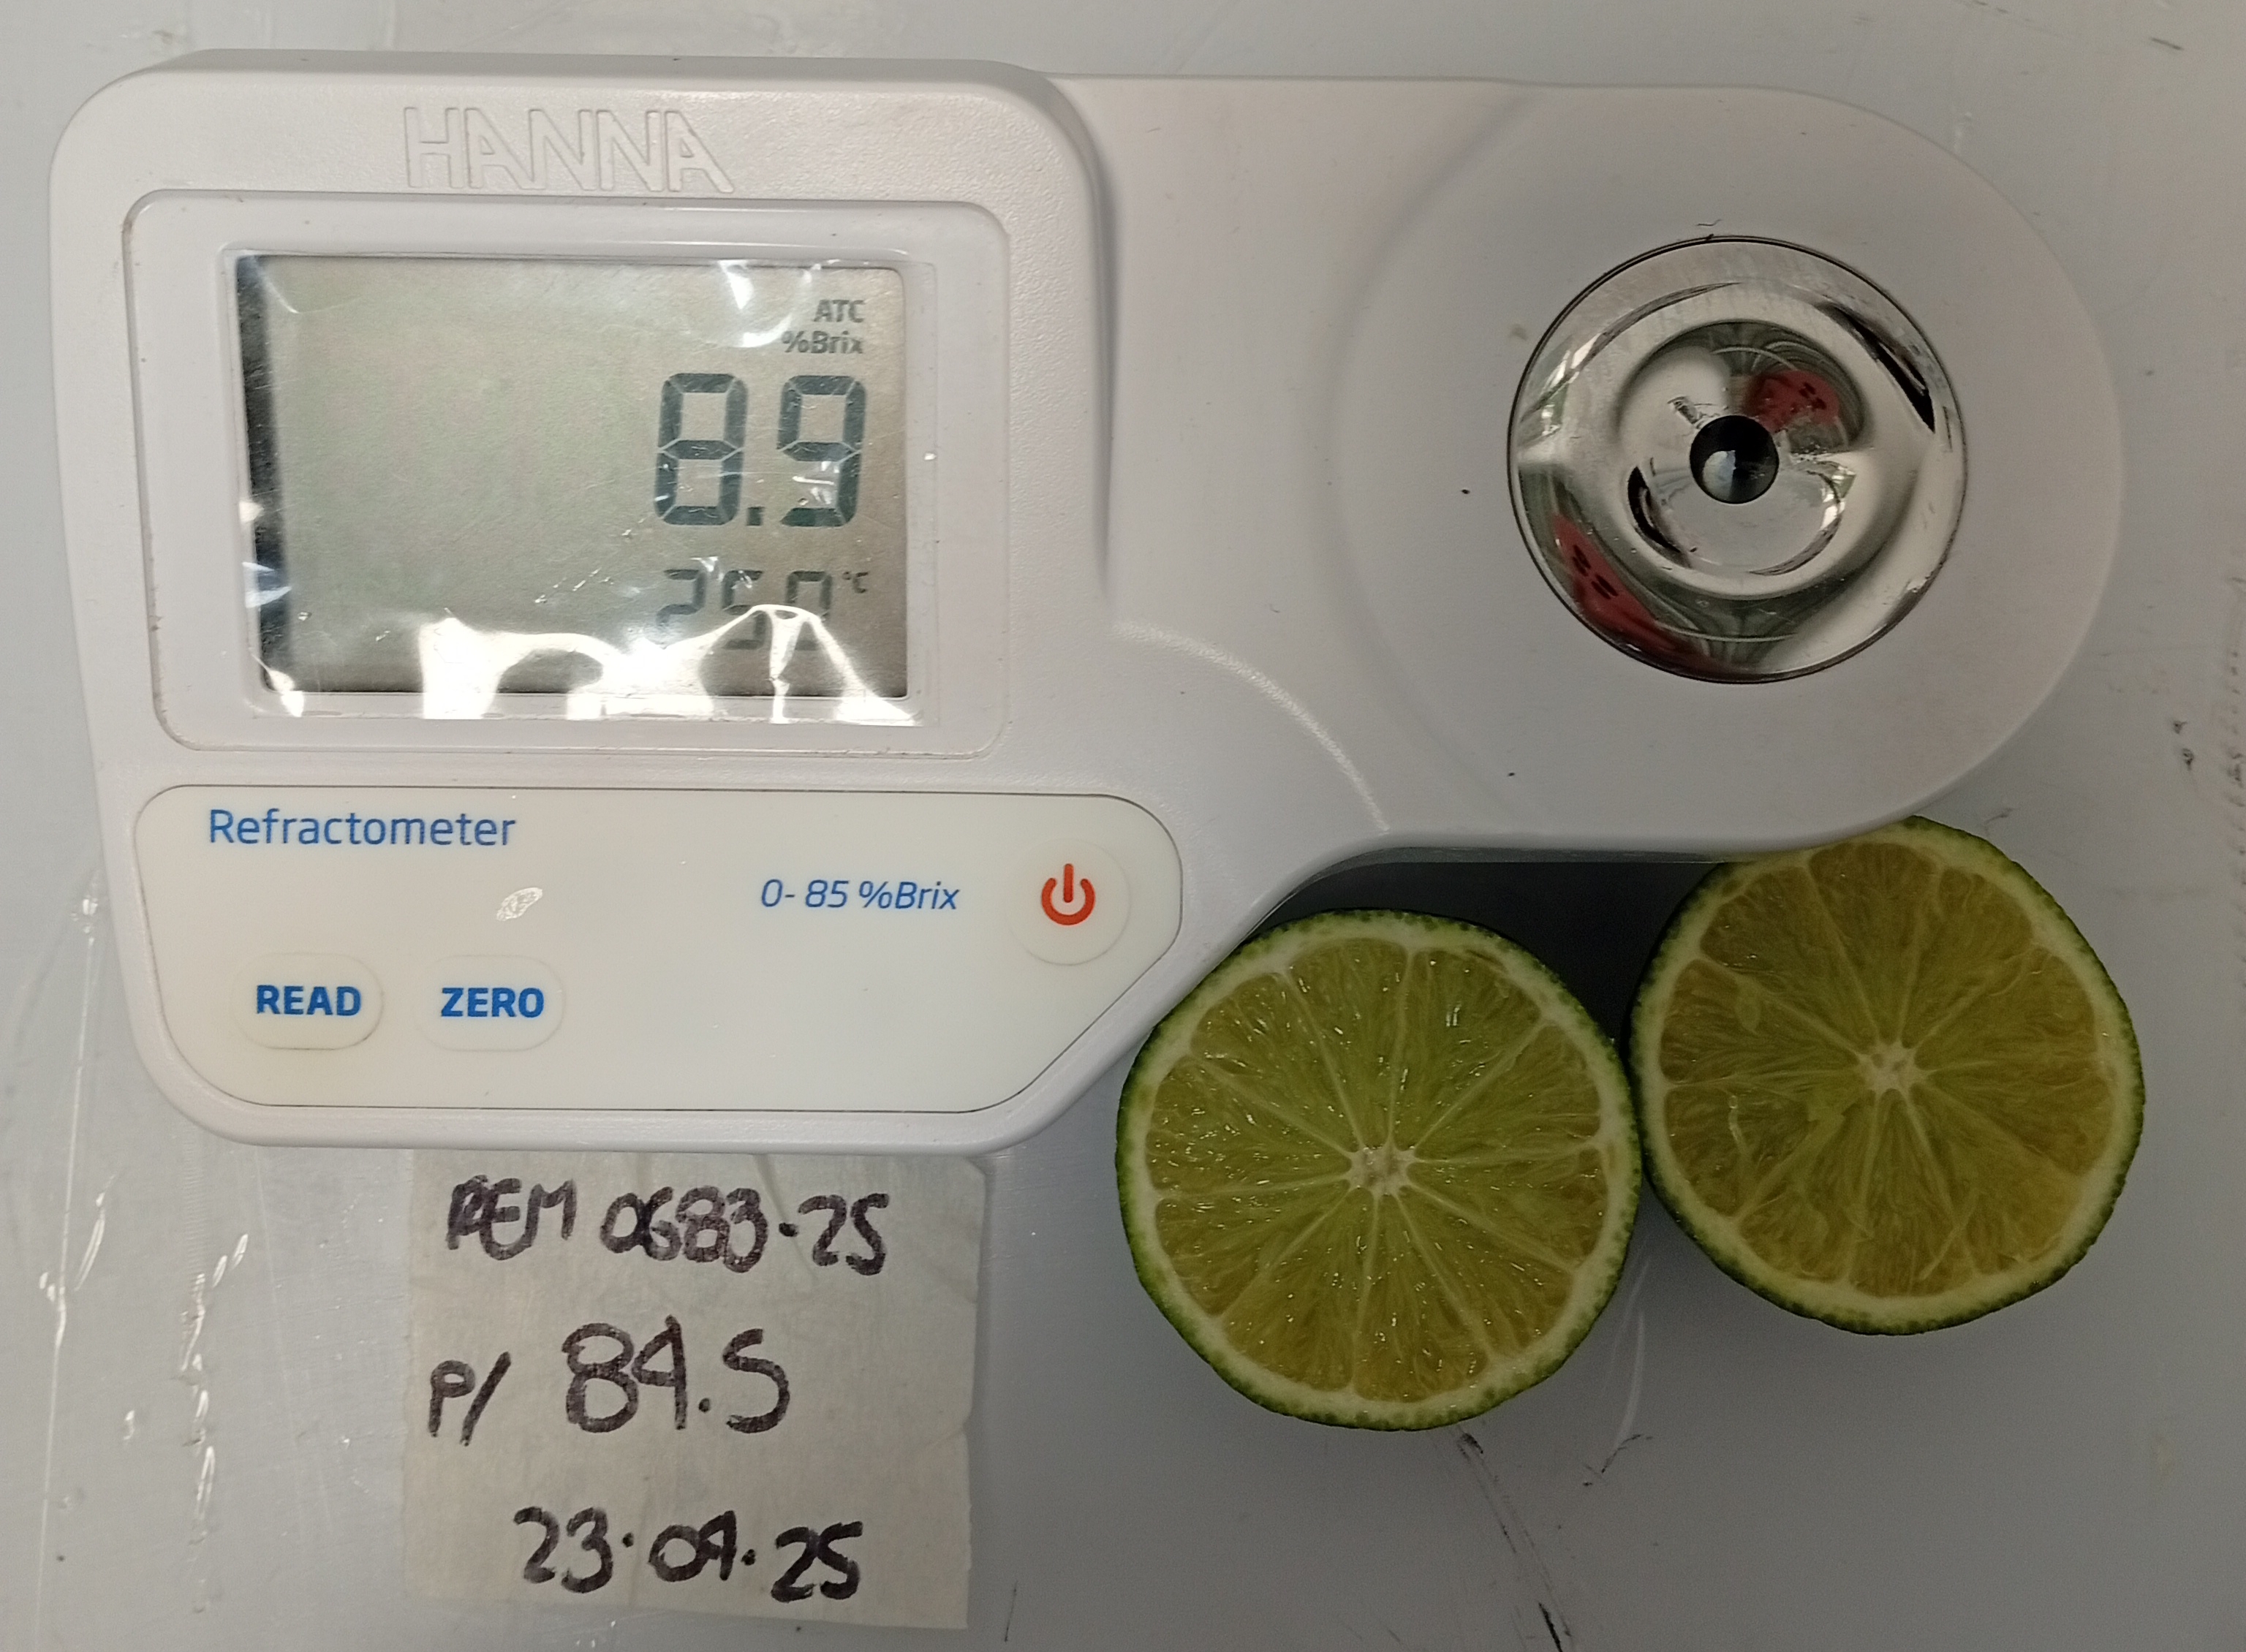 HANNA
ATC
%Brix
8.9
25.0 °C
Refractometer
0-85 %Brix
READ
ZERO
REM 0683-25
P/ 84.5
23.04.25